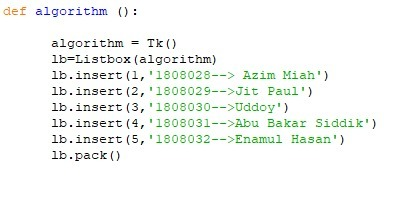 def algorithm ():
algorithm = Tk()
lb=Listbox(algorithm)
lb.insert(1,'1808028--> Azim Miah')
lb.insert(2,'1808029-->Jit Paul')
lb.insert(3,'1808030-->Uddoy')
lb.insert(4,'1808031-->Abu Bakar Siddik')
lb.insert(5,'1808032-->Enamul Hasan')
lb.pack()